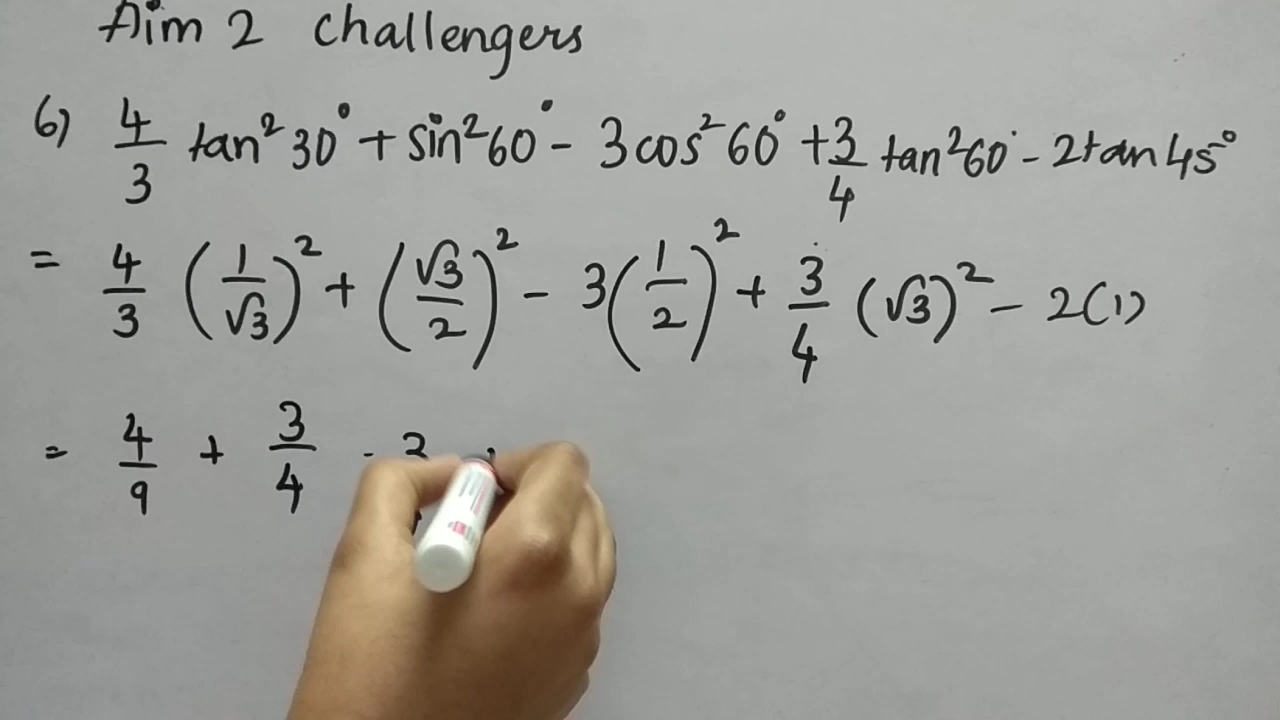 Aim 2 challengers
6) 4/3 tan²30° + sin²60° - 3cos²60° + 3/4 tan²60° - 2tan45°
= 4/3 (1/√3)² + (√3/2)² - 3(1/2)² + 3/4 (√3)² - 2(1)
= 4/9 + 3/4 -